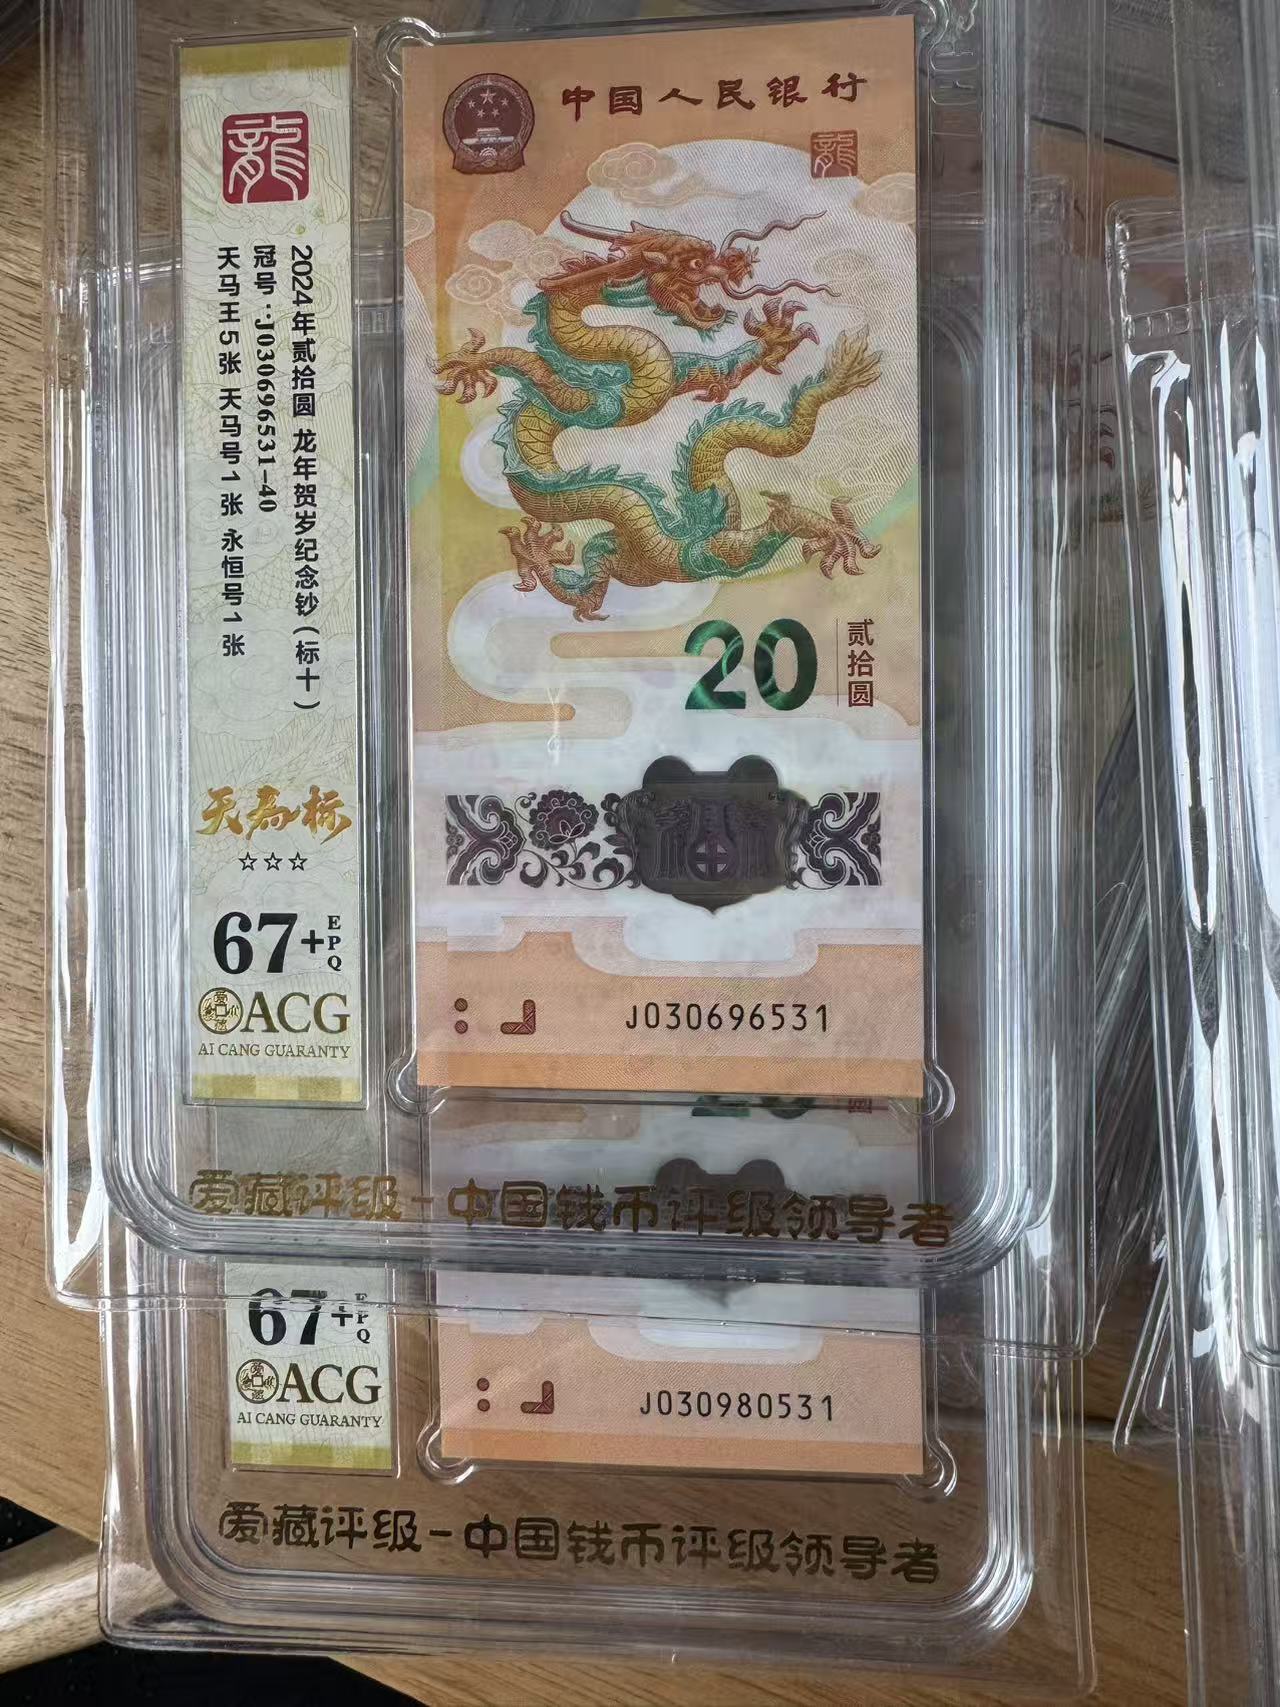 龍
2024年贰拾圆 龙年贺岁纪念钞(标十)
冠号:J030696531-40
天马王5张 天马号1张 永恒号1张
天马标
☆☆☆
67+EPQ
ACG
AI CANG GUARANTY
中国人民银行
龍
20
贰拾圆
J030696531
爱藏评级-中国钱币评级领导者
67+EPQ
ACG
AI CANG GUARANTY
J030980531
爱藏评级-中国钱币评级领导者